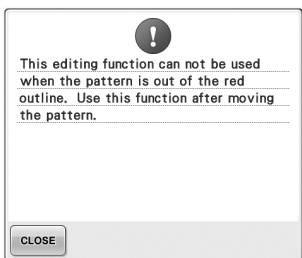 This editing function can not be used
when the pattern is out of the red
outline. Use this function after moving
the pattern.
CLOSE